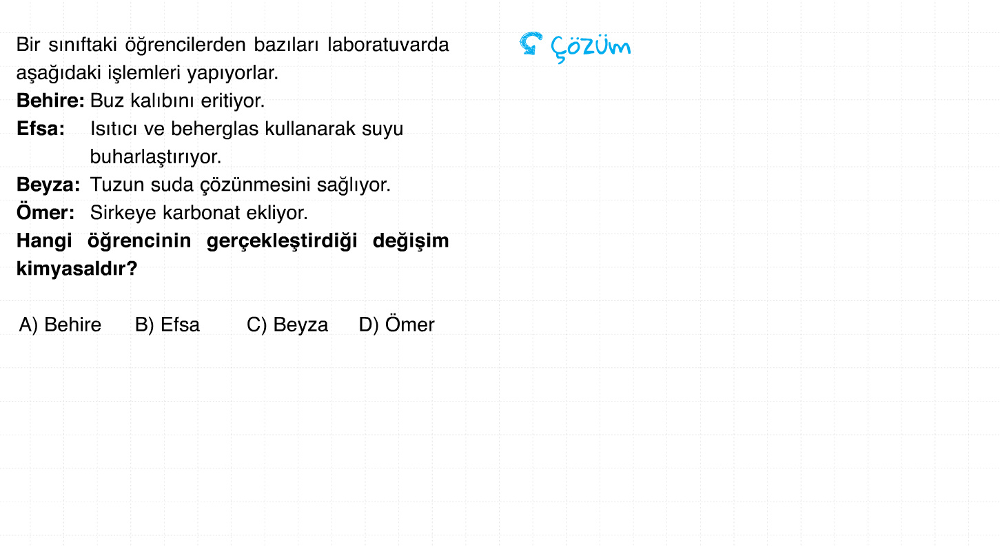 Bir sınıftaki öğrencilerden bazıları laboratuvarda
aşağıdaki işlemleri yapıyorlar.
Behire: Buz kalıbını eritiyor.
Efsa: Isıtıcı ve beherglas kullanarak suyu
buharlaştırıyor.
Beyza: Tuzun suda çözünmesini sağlıyor.
Ömer: Sirkeye karbonat ekliyor.
Hangi öğrencinin gerçekleştirdiği değişim
kimyasaldır?
A) Behire B) Efsa C) Beyza D) Ömer
Çözüm